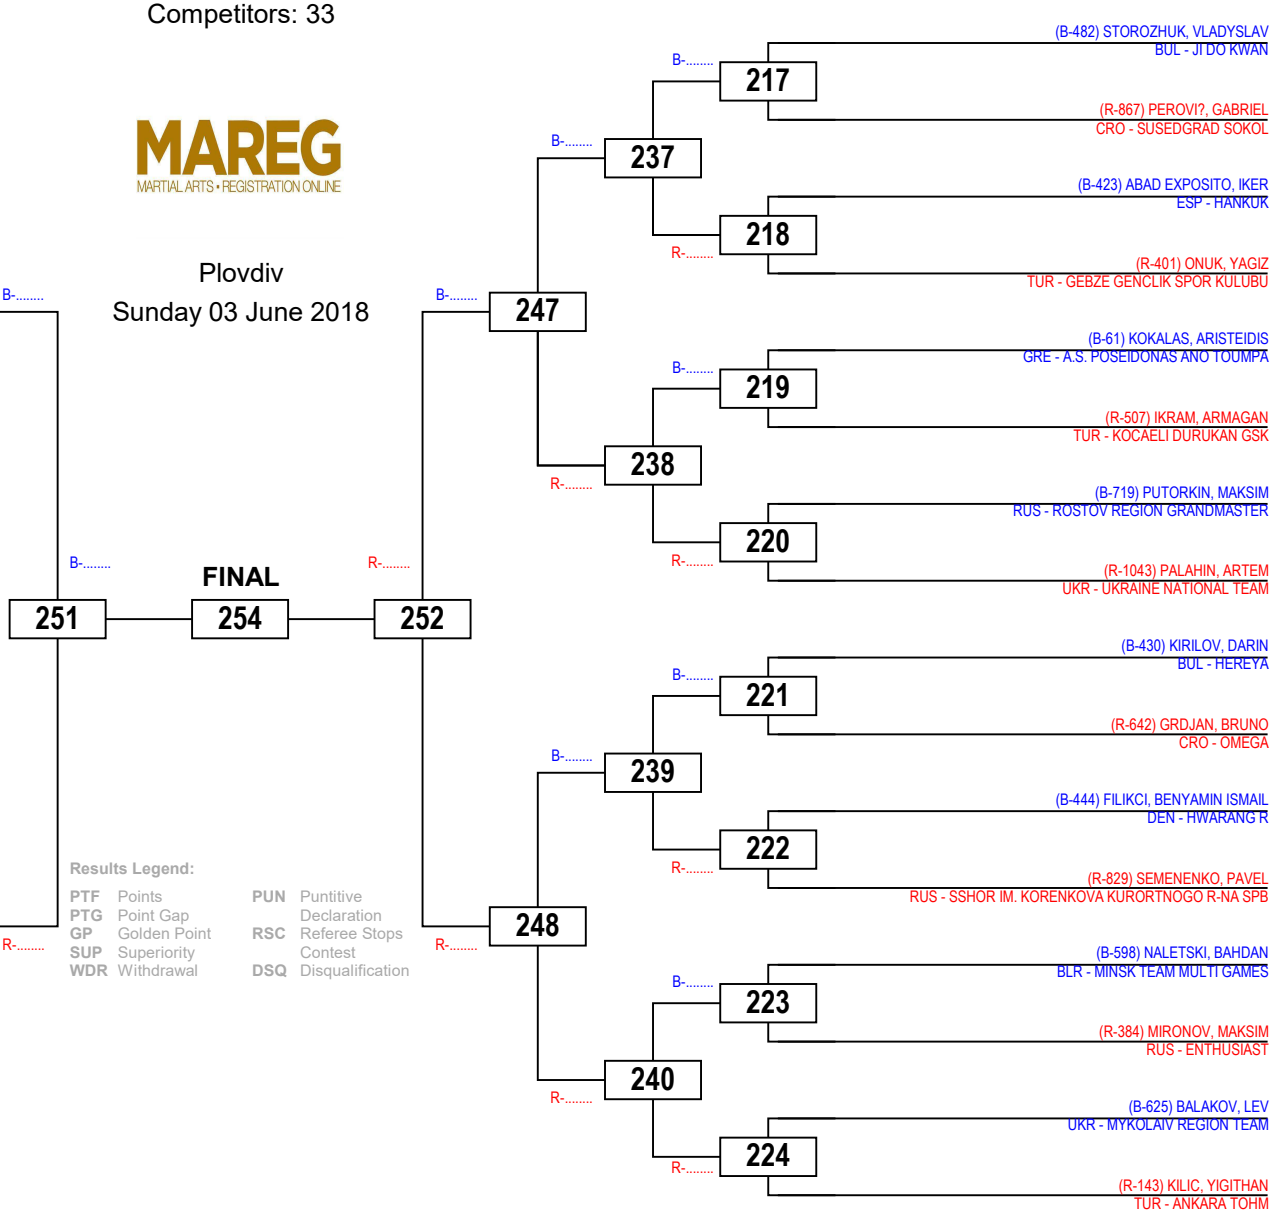 Competitors: 33
MAREG
MARTIAL ARTS • REGISTRATION ONLINE
Plovdiv
Sunday 03 June 2018
B-........
251
R-........
B-........
FINAL
254
R-........
252
B-........
247
R-........
248
B-........
237
R-........
238
B-........
239
R-........
240
B-........
217
R-........
218
B-........
219
R-........
220
B-........
221
R-........
222
B-........
223
R-........
224
(B-482) STOROZHUK, VLADYSLAV
BUL - JI DO KWAN
(R-867) PEROVI?, GABRIEL
CRO - SUSEDGRAD SOKOL
(B-423) ABAD EXPOSITO, IKER
ESP - HANKUK
(R-401) ONUK, YAGIZ
TUR - GEBZE GENCLIK SPOR KULUBU
(B-61) KOKALAS, ARISTEIDIS
GRE - A.S. POSEIDONAS ANO TOUMPA
(R-507) IKRAM, ARMAGAN
TUR - KOCAELI DURUKAN GSK
(B-719) PUTORKIN, MAKSIM
RUS - ROSTOV REGION GRANDMASTER
(R-1043) PALAHIN, ARTEM
UKR - UKRAINE NATIONAL TEAM
(B-430) KIRILOV, DARIN
BUL - HEREYA
(R-642) GRDJAN, BRUNO
CRO - OMEGA
(B-444) FILIKCI, BENYAMIN ISMAIL
DEN - HWARANG R
(R-829) SEMENENKO, PAVEL
RUS - SSHOR IM. KORENKOVA KURORTNOGO R-NA SPB
(B-598) NALETSKI, BAHDAN
BLR - MINSK TEAM MULTI GAMES
(R-384) MIRONOV, MAKSIM
RUS - ENTHUSIAST
(B-625) BALAKOV, LEV
UKR - MYKOLAIV REGION TEAM
(R-143) KILIC, YIGITHAN
TUR - ANKARA TOHM
Results Legend:
PTF Points
PTG Point Gap
GP Golden Point
SUP Superiority
WDR Withdrawal
PUN Puntitive
Declaration
RSC Referee Stops
Contest
DSQ Disqualification